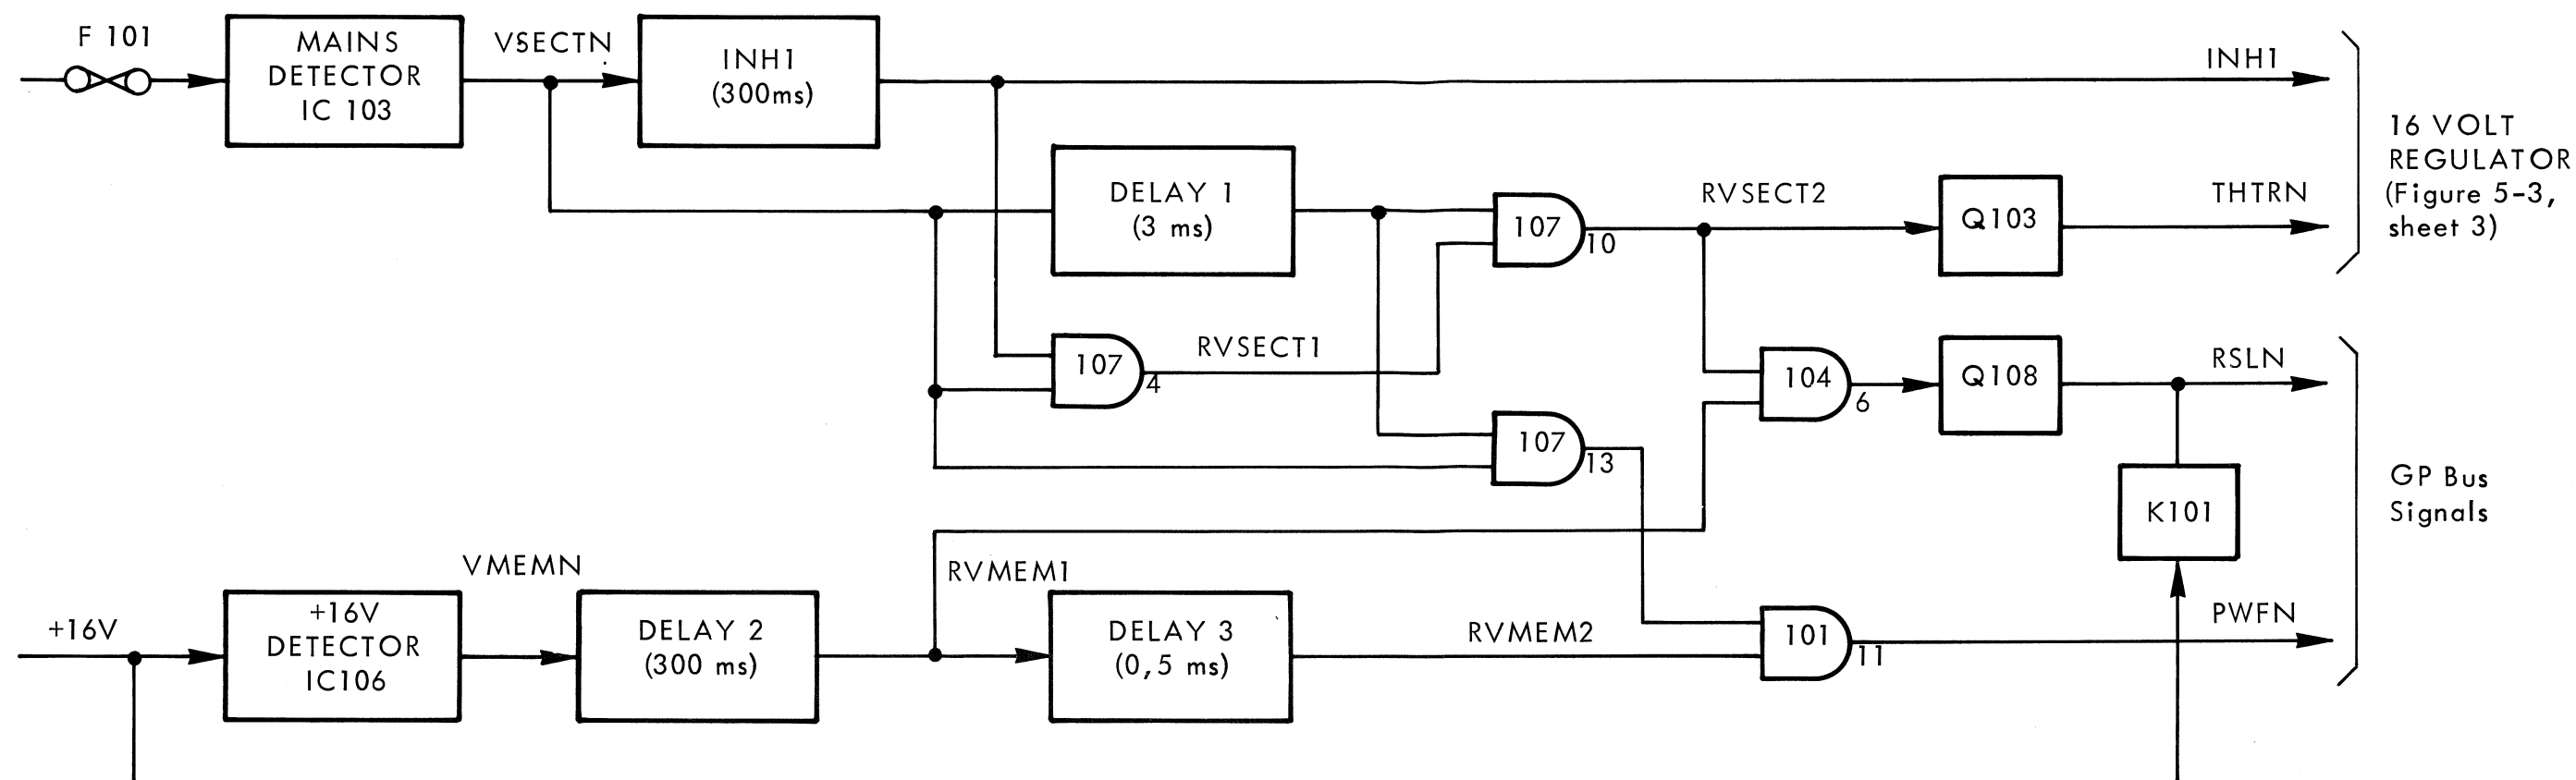 F 101
MAINS
DETECTOR
IC 103
VSECTN
INH1
(300ms)
INH1
16 VOLT
REGULATOR
(Figure 5-3,
sheet 3)
DELAY 1
(3 ms)
107
10
RVSECT2
Q103
THTRN
107
4
RVSECT1
104
6
Q108
RSLN
107
13
K101
GP Bus
Signals
+16V
+16V
DETECTOR
IC106
VMEMN
DELAY 2
(300 ms)
RVMEM1
DELAY 3
(0,5 ms)
RVMEM2
101
11
PWFN